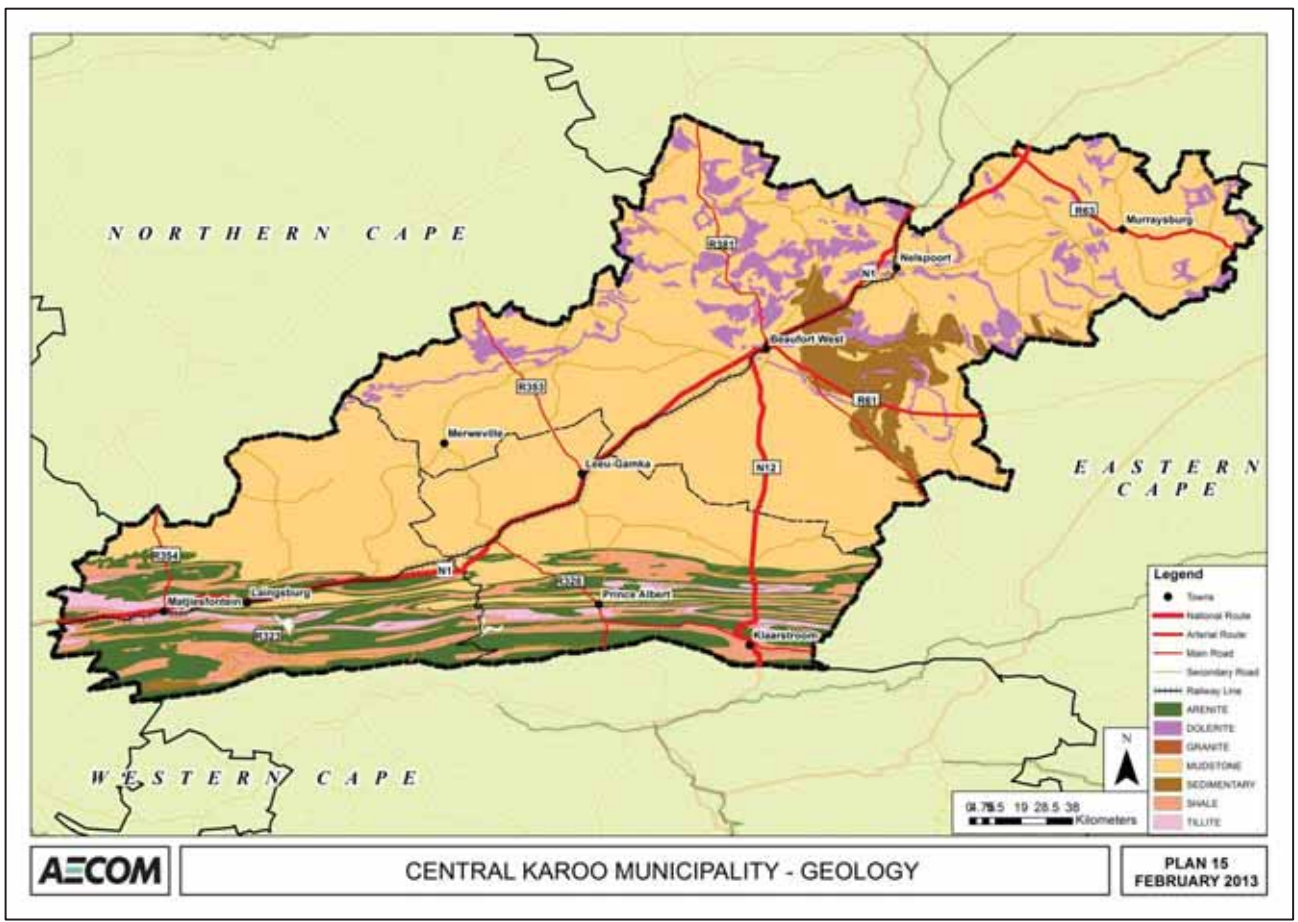 NORTHERN CAPE
R381
R63
Murraysburg
N1
Nelspoort
Beaufort West
R353
R61
Merweville
Leeu-Gamka
N12
EASTERN
CAPE
R354
N1
Laingsburg
R328
Prince Albert
Matjiesfontein
R323
Klaarstroom
WESTERN CAPE
Legend
Towns
National Route
Arterial Route
Main Road
Secondary Road
Railway Line
ARENITE
DOLERITE
GRANITE
MUDSTONE
SEDIMENTARY
SHALE
TILLITE
N
19 28.5 38
Kilometers
AECOM
CENTRAL KAROO MUNICIPALITY - GEOLOGY
PLAN 15
FEBRUARY 2013